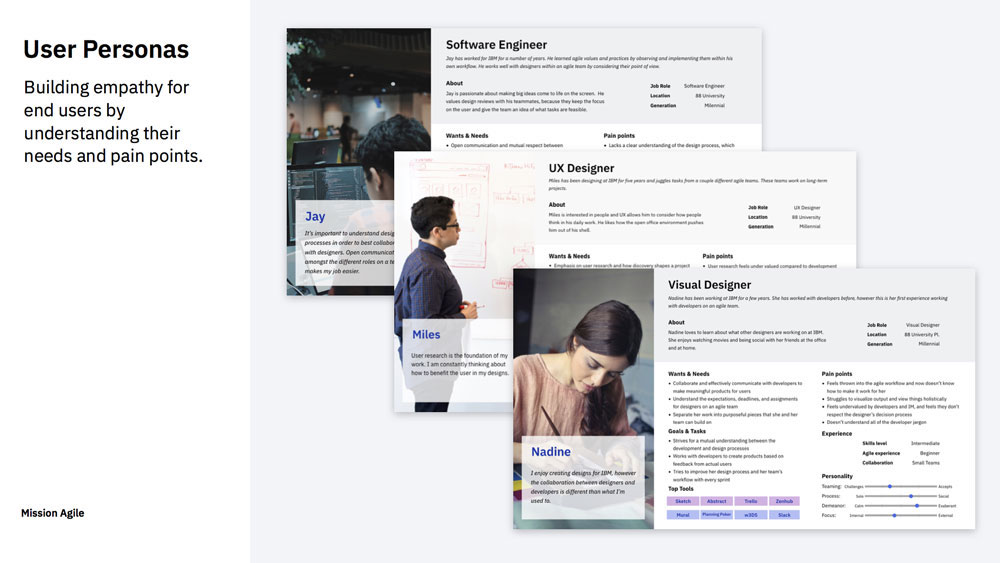 User Personas
Building empathy for
end users by
understanding their
needs and pain points.
Mission Agile
Software Engineer
Jay has worked for IBM for a number of years. He learned agile values and practices by observing and implementing them within his
own workflow. He works well with designers within an agile team by considering their point of view.
About
Jay is passionate about making big ideas come to life on the screen. He
values design reviews with his teammates, because they keep the focus
on the user and give the team an idea of what tasks are feasible.
Job Role Software Engineer
Location 88 University
Generation Milennial
Wants & Needs
• Open communication and mutual respect between
Pain points
• Lacks a clear understanding of the design process, which
Jay
It's important to understand desig
processes in order to best collabor
with designers. Open communicat
amongst the different roles on a te
makes my job easier.
UX Designer
Miles has been designing at IBM for five years and juggles tasks from a couple different agile teams. These teams work on long-term
projects.
About
Miles is interested in people and UX allows him to consider how people
think in his daily work. He likes how the open office environment pushes
him out of his shell.
Job Role UX Designer
Location 88 University
Generation Millennial
Wants & Needs
• Emphasis on user research and how discovery shapes a project
Pain points
• User research feels under valued compared to development
Miles
User research is the foundation of my
work. I am constantly thinking about
how to benefit the user in my designs.
Visual Designer
Nadine has been working at IBM for a few years. She has worked with developers before, however this is her first experience working
with developers on an agile team.
About
Nadine loves to learn about what other designers are working on at IBM.
She enjoys watching movies and being social with her friends at the office
and at home.
Job Role Visual Designer
Location 88 University Pl.
Generation Millennial
Wants & Needs
• Collaborate and effectively communicate with developers to
make meaningful products for users
• Understand the expectations, deadlines, and assignments
for designers on an agile team
• Separate her work into purposeful pieces that she and her
team can build on
Goals & Tasks
• Strives for a mutual understanding between the
development and design processes
• Works with developers to create products based on
feedback from actual users
• Tries to improve her design process and her team's
workflow with every sprint
Top Tools
Sketch Abstract Trello Zenhub
Mural Planning Poker w3DS Slack
Pain points
• Feels thrown into the agile workflow and now doesn't know
how to make it work for her
• Struggles to visualize output and view things holistically
• Feels undervalued by developers and IM, and feels they don't
respect the designer's decision process
• Doesn't understand all of the developer jargon
Experience
Skills level Intermediate
Agile experience Beginner
Collaboration Small Teams
Personality
Teaming: Challenges Accepts
Process: Solo Social
Demeanor: Calm Exuberant
Focus: Internal External
Nadine
I enjoy creating designs for IBM, however
the collaboration between designers and
developers is different than what I'm
used to.